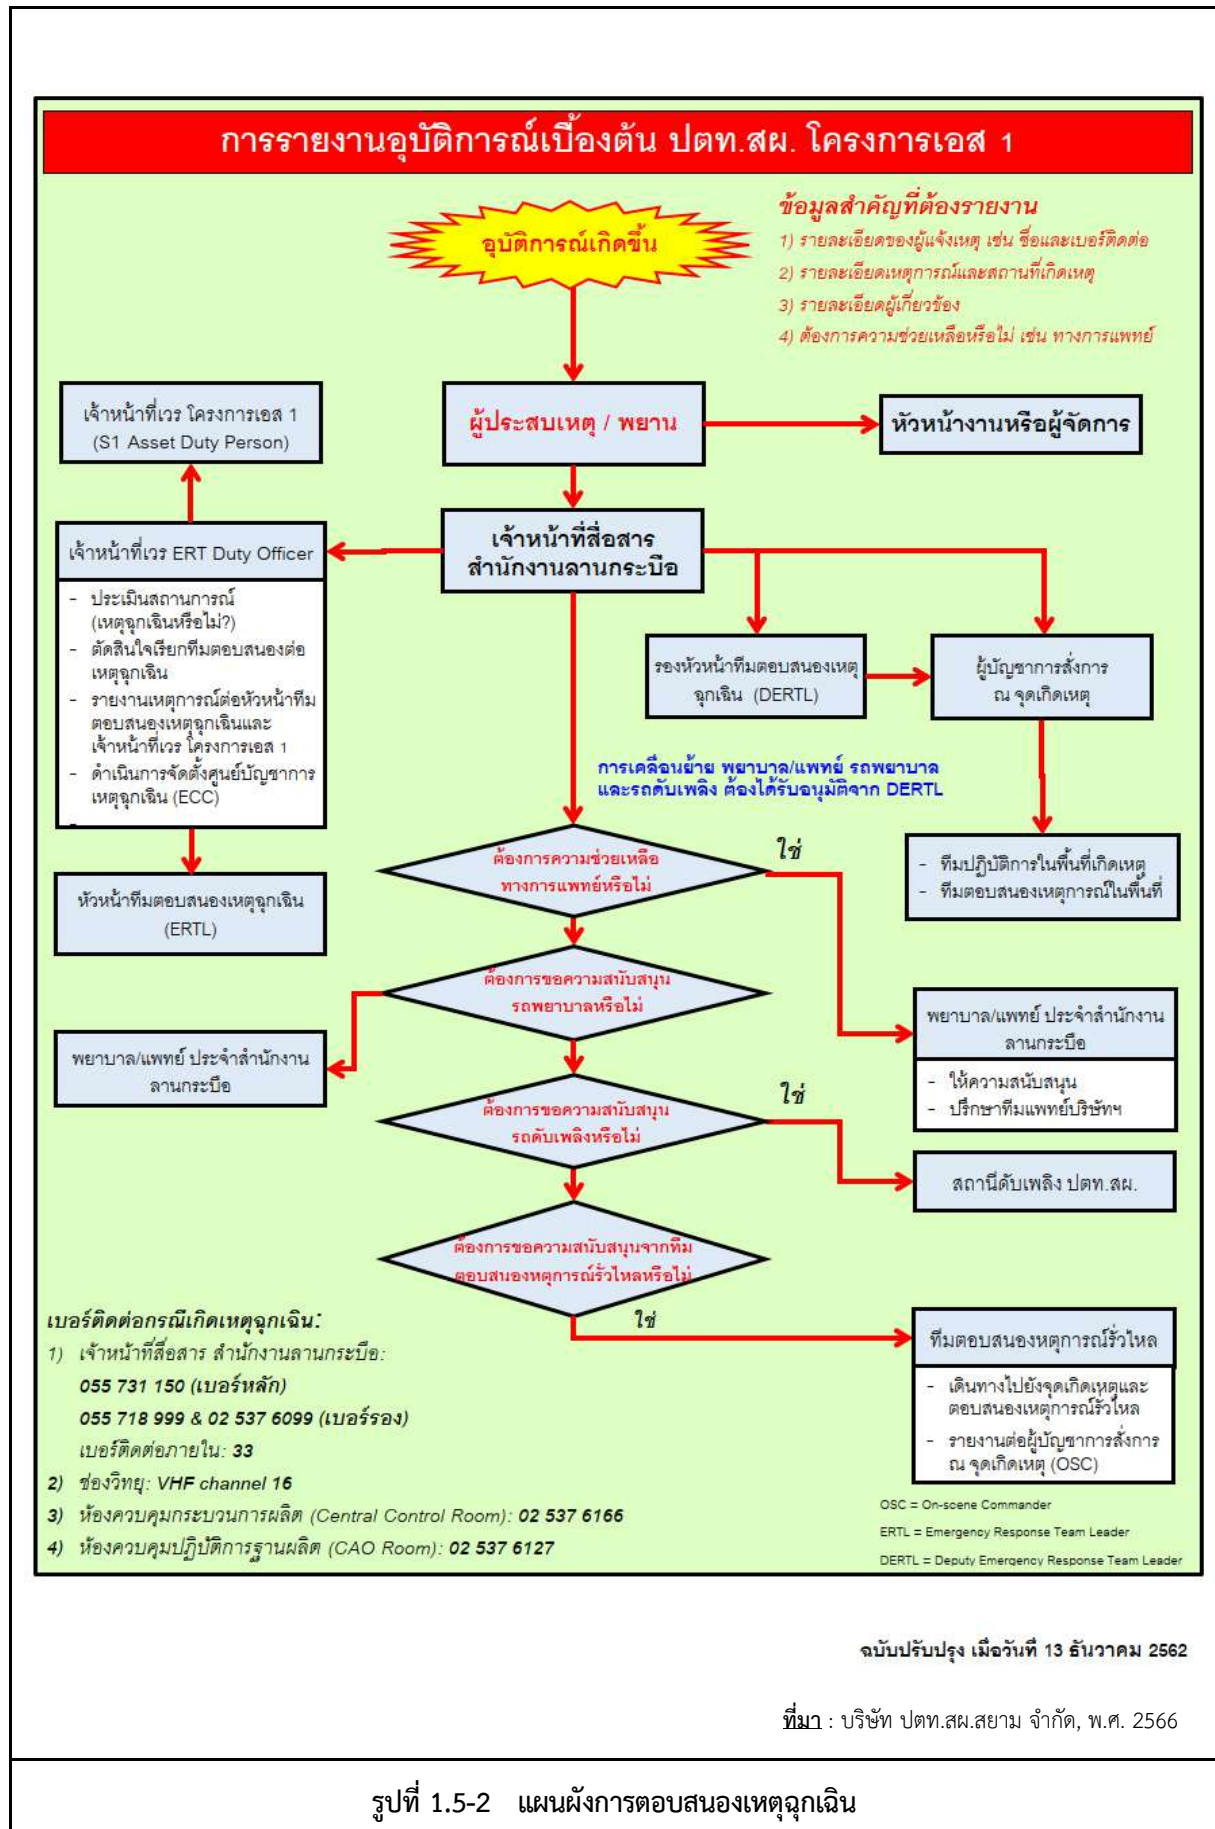 การรายงานอุบัติการณ์เบื้องต้น ปตท.สผ. โครงการเอส 1
อุบัติการณ์เกิดขึ้น
ข้อมูลสำคัญที่ต้องรายงาน
1) รายละเอียดของผู้แจ้งเหตุ เช่น ชื่อและเบอร์ติดต่อ
2) รายละเอียดเหตุการณ์และสถานที่เกิดเหตุ
3) รายละเอียดผู้เกี่ยวข้อง
4) ต้องการความช่วยเหลือหรือไม่ เช่น ทางการแพทย์
เจ้าหน้าที่เวร โครงการเอส 1
(S1 Asset Duty Person)
ผู้ประสบเหตุ / พยาน
หัวหน้างานหรือผู้จัดการ
เจ้าหน้าที่เวร ERT Duty Officer
- ประเมินสถานการณ์
(เหตุฉุกเฉินหรือไม่?)
- ตัดสินใจเรียกทีมตอบสนองต่อ
เหตุฉุกเฉิน
- รายงานเหตุการณ์ต่อหัวหน้าทีม
ตอบสนองเหตุฉุกเฉินและ
เจ้าหน้าที่เวร โครงการเอส 1
- ดำเนินการจัดตั้งศูนย์บัญชาการ
เหตุฉุกเฉิน (ECC)
-
เจ้าหน้าที่สื่อสาร
สำนักงานลานกระบือ
รองหัวหน้าทีมตอบสนองเหตุ
ฉุกเฉิน (DERTL)
ผู้บัญชาการสั่งการ
ณ จุดเกิดเหตุ
การเคลื่อนย้าย พยาบาล/แพทย์ รถพยาบาล
และรถดับเพลิง ต้องได้รับอนุมัติจาก DERTL
ต้องการความช่วยเหลือ
ทางการแพทย์หรือไม่
ใช่
- ทีมปฏิบัติการในพื้นที่เกิดเหตุ
- ทีมตอบสนองเหตุการณ์ในพื้นที่
หัวหน้าทีมตอบสนองเหตุฉุกเฉิน
(ERTL)
ต้องการขอความสนับสนุน
รถพยาบาลหรือไม่
พยาบาล/แพทย์ ประจำสำนักงาน
ลานกระบือ
- ให้ความสนับสนุน
- ปรึกษาทีมแพทย์บริษัทฯ
พยาบาล/แพทย์ ประจำสำนักงาน
ลานกระบือ
ต้องการขอความสนับสนุน
รถดับเพลิงหรือไม่
ใช่
สถานีดับเพลิง ปตท.สผ.
ต้องการขอความสนับสนุนจากทีม
ตอบสนองหตุการณ์รั่วไหลหรือไม่
ใช่
ทีมตอบสนองหตุการณ์รั่วไหล
- เดินทางไปยังจุดเกิดเหตุและ
ตอบสนองเหตุการณ์รั่วไหล
- รายงานต่อผู้บัญชาการสั่งการ
ณ จุดเกิดเหตุ (OSC)
เบอร์ติดต่อกรณีเกิดเหตุฉุกเฉิน:
1) เจ้าหน้าที่สื่อสาร สำนักงานลานกระบือ:
055 731 150 (เบอร์หลัก)
055 718 999 & 02 537 6099 (เบอร์รอง)
เบอร์ติดต่อภายใน: 33
2) ช่องวิทยุ: VHF channel 16
3) ห้องควบคุมกระบวนการผลิต (Central Control Room): 02 537 6166
4) ห้องควบคุมปฏิบัติการฐานผลิต (CAO Room): 02 537 6127
OSC = On-scene Commander
ERTL = Emergency Response Team Leader
DERTL = Deputy Emergency Response Team Leader
ฉบับปรับปรุง เมื่อวันที่ 13 ธันวาคม 2562
ที่มา : บริษัท ปตท.สผ.สยาม จำกัด, พ.ศ. 2566
รูปที่ 1.5-2 แผนผังการตอบสนองเหตุฉุกเฉิน